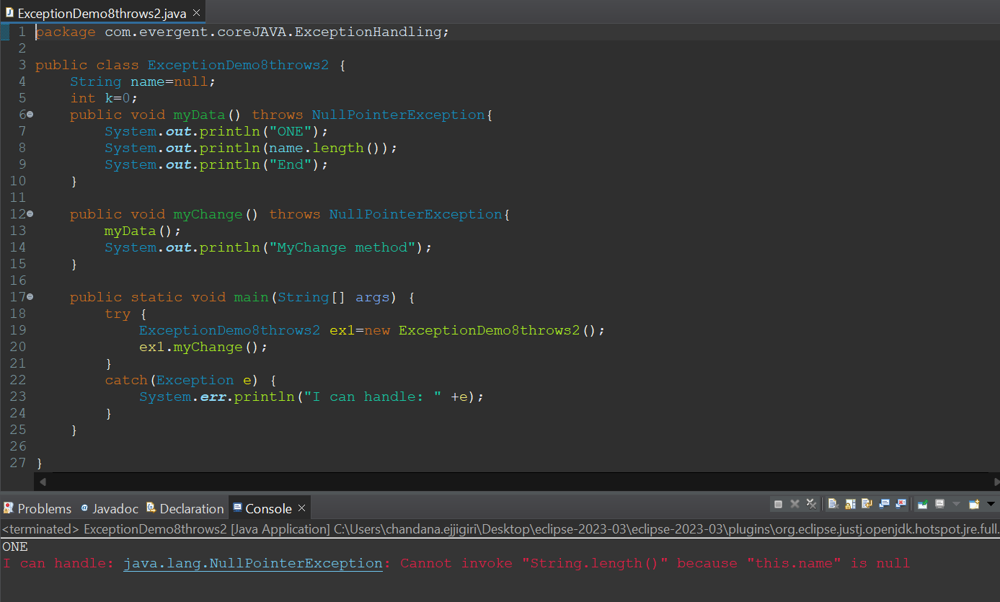 ExceptionDemo8throws2.java
1 package com.evergent.coreJAVA.ExceptionHandling;
2
3 public class ExceptionDemo8throws2 {
4     String name=null;
5     int k=0;
6     public void myData() throws NullPointerException{
7         System.out.println("ONE");
8         System.out.println(name.length());
9         System.out.println("End");
10     }
11
12     public void myChange() throws NullPointerException{
13         myData();
14         System.out.println("MyChange method");
15     }
16
17     public static void main(String[] args) {
18         try {
19             ExceptionDemo8throws2 ex1=new ExceptionDemo8throws2();
20             ex1.myChange();
21         }
22         catch(Exception e) {
23             System.err.println("I can handle: " +e);
24         }
25     }
26
27 }
Problems @ Javadoc Declaration Console
<terminated> ExceptionDemo8throws2 [Java Application] C:\Users\chandana.ejjigiri\Desktop\eclipse-2023-03\eclipse-2023-03\plugins\org.eclipse.justj.openjdk.hotspot.jre.full.
ONE
I can handle: java.lang.NullPointerException: Cannot invoke "String.length()" because "this.name" is null